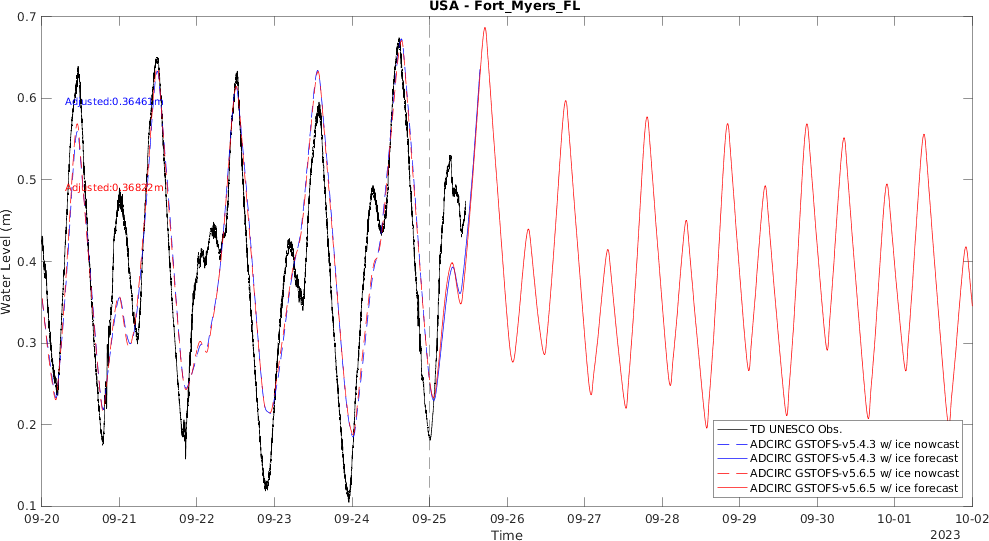 USA - Fort_Myers_FL
0.7
0.6
0.5
0.4
0.3
0.2
0.1
Water Level (m)
Adjusted:0.36461m
Adjusted:0.36822m
TD UNESCO Obs.
ADCIRC GSTOFS-v5.4.3 w/ ice nowcast
ADCIRC GSTOFS-v5.4.3 w/ ice forecast
ADCIRC GSTOFS-v5.6.5 w/ ice nowcast
ADCIRC GSTOFS-v5.6.5 w/ ice forecast
09-20 09-21 09-22 09-23 09-24 09-25 09-26 09-27 09-28 09-29 09-30 10-01 10-02
Time
2023